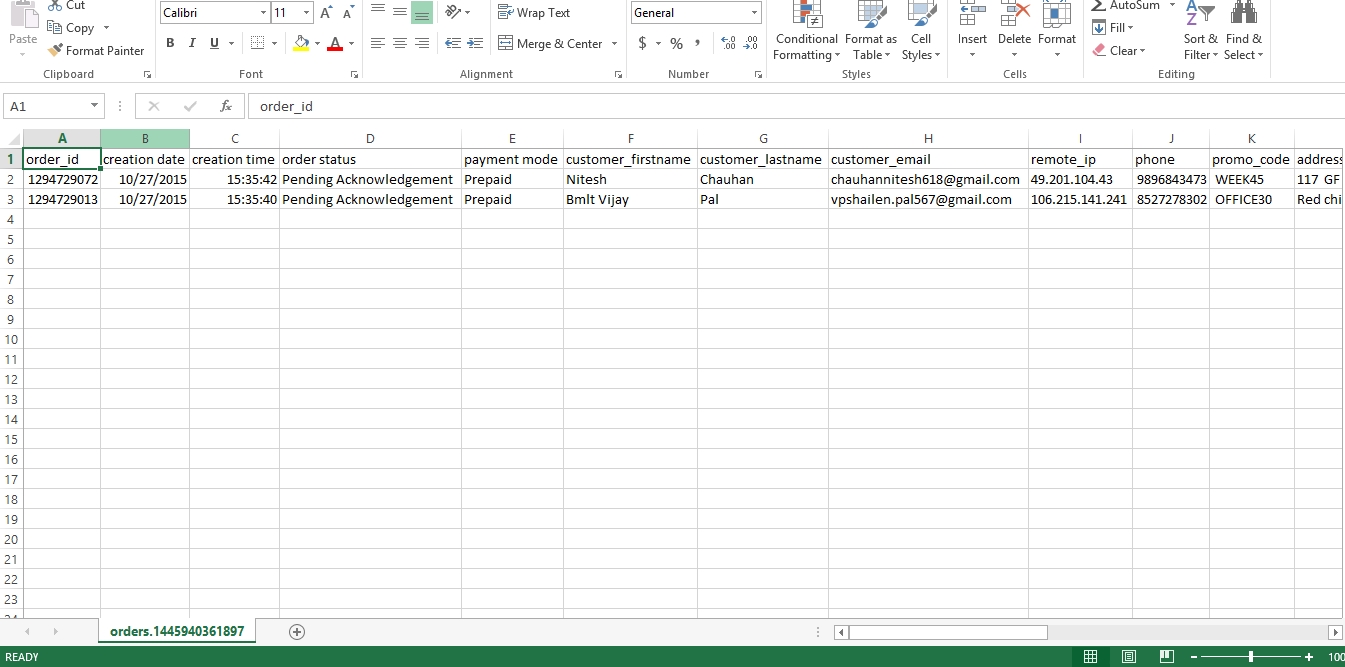 Cut
Calibri 11 A A Wrap Text General AutoSum
Paste Copy Conditional Format as Cell Insert Delete Format Fill Sort & Find &
Format Painter B I U A Merge & Center $ % , .00 .0 Formatting Table Styles Clear Filter Select
Clipboard Font Alignment Number Styles Cells Editing
A1 fx order_id
A B C D E F G H I J K
1 order_id creation date creation time order status payment mode customer_firstname customer_lastname customer_email remote_ip phone promo_code address
2 1294729072 10/27/2015 15:35:42 Pending Acknowledgement Prepaid Nitesh Chauhan chauhannitesh618@gmail.com 49.201.104.43 9896843473 WEEK45 117 GF
3 1294729013 10/27/2015 15:35:40 Pending Acknowledgement Prepaid Bmlt Vijay Pal vpshailen.pal567@gmail.com 106.215.141.241 8527278302 OFFICE30 Red chi
4
5
6
7
8
9
10
11
12
13
14
15
16
17
18
19
20
21
22
23
orders.1445940361897
READY 100